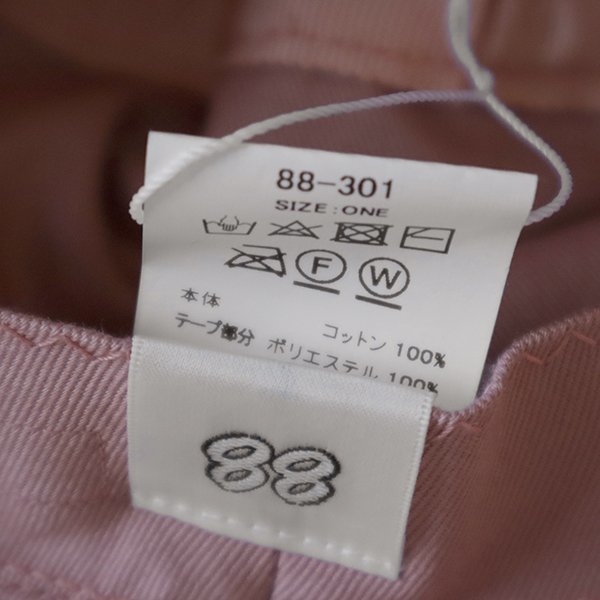 88-301
SIZE:ONE
F W
本体 コットン 100%
テープ部分 ポリエステル 100%
88